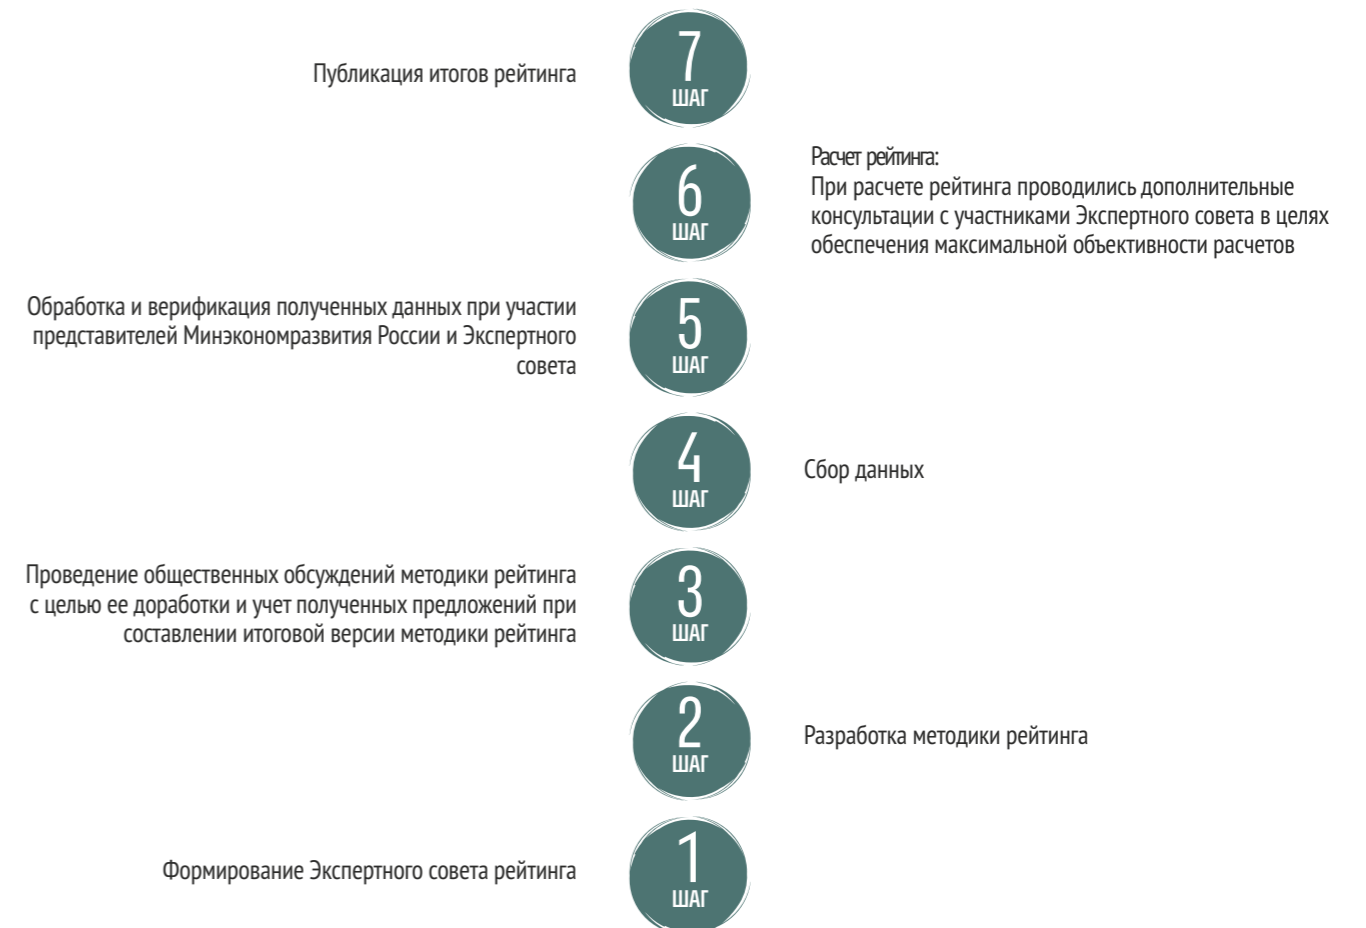 Публикация итогов рейтинга
7
ШАГ
6
ШАГ
Расчет рейтинга:
При расчете рейтинга проводились дополнительные
консультации с участниками Экспертного совета в целях
обеспечения максимальной объективности расчетов
Обработка и верификация полученных данных при участии
представителей Минэкономразвития России и Экспертного
совета
5
ШАГ
4
ШАГ
Сбор данных
Проведение общественных обсуждений методики рейтинга
с целью ее доработки и учет полученных предложений при
составлении итоговой версии методики рейтинга
3
ШАГ
2
ШАГ
Разработка методики рейтинга
Формирование Экспертного совета рейтинга
1
ШАГ